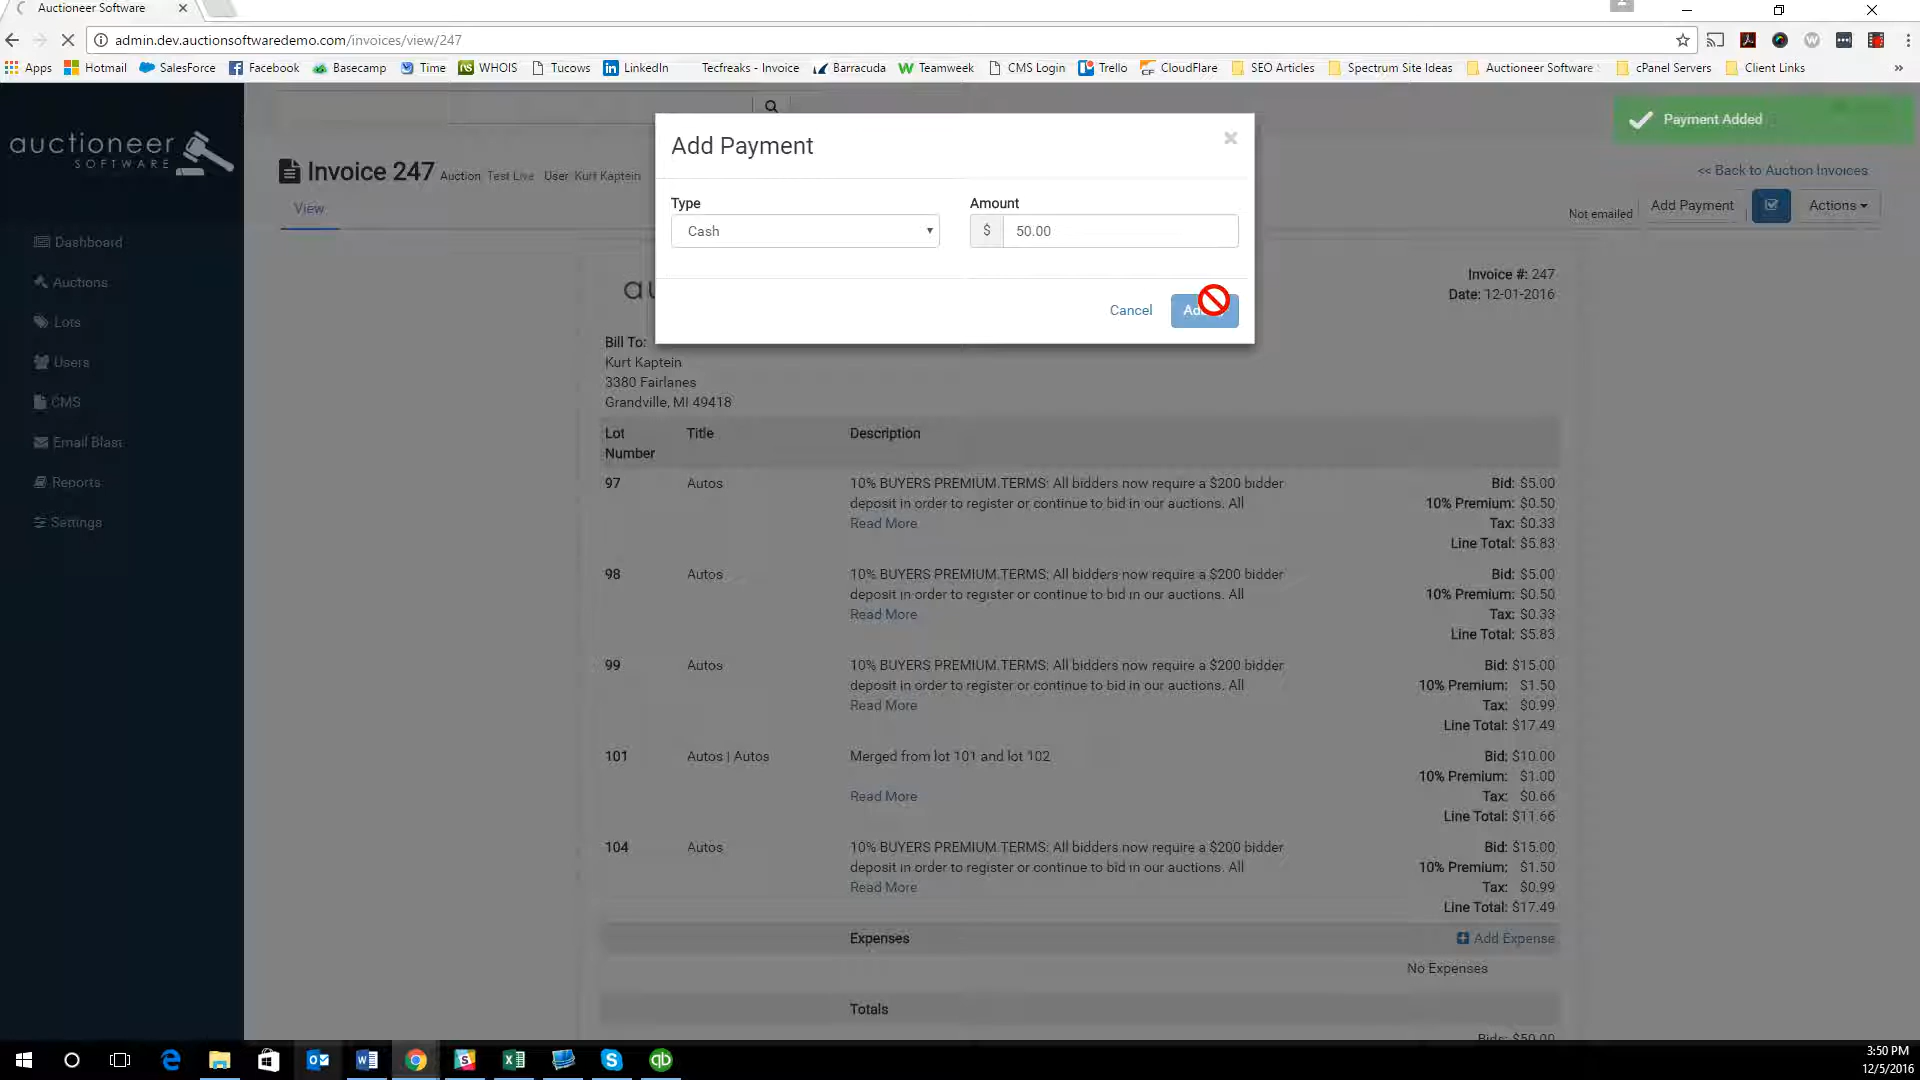 Auctioneer Software
admin.dev.auctionsoftwaredemo.com/invoices/view/247
Apps Hotmail SalesForce Facebook Basecamp Time WHOIS Tucows LinkedIn Techfreaks - Invoice Barracuda Teamweek CMS Login Trello CloudFlare SEO Articles Spectrum Site Ideas Auctioneer Software cPanel Servers Client Links »
auctioneer
SOFTWARE
Dashboard
Auctions
Lots
Users
CMS
Email Blast
Reports
Settings
Payment Added
Invoice 247 Auction Test Live User Kurt Kaptein
<< Back to Auction Invoices
View
Not emailed Add Payment Actions
Add Payment ×
Type Amount
Cash $ 50.00
Cancel Ad
au
Invoice #: 247
Date: 12-01-2016
Bill To:
Kurt Kaptein
3380 Fairlanes
Grandville, MI 49418
Lot Number Title Description
97 Autos 10% BUYERS PREMIUM.TERMS: All bidders now require a $200 bidder Bid: $5.00
deposit in order to register or continue to bid in our auctions. All 10% Premium: $0.50
Read More Tax: $0.33
Line Total: $5.83
98 Autos 10% BUYERS PREMIUM.TERMS: All bidders now require a $200 bidder Bid: $5.00
deposit in order to register or continue to bid in our auctions. All 10% Premium: $0.50
Read More Tax: $0.33
Line Total: $5.83
99 Autos 10% BUYERS PREMIUM.TERMS: All bidders now require a $200 bidder Bid: $15.00
deposit in order to register or continue to bid in our auctions. All 10% Premium: $1.50
Read More Tax: $0.99
Line Total: $17.49
101 Autos | Autos Merged from lot 101 and lot 102 Bid: $10.00
10% Premium: $1.00
Read More Tax: $0.66
Line Total: $11.66
104 Autos 10% BUYERS PREMIUM.TERMS: All bidders now require a $200 bidder Bid: $15.00
deposit in order to register or continue to bid in our auctions. All 10% Premium: $1.50
Read More Tax: $0.99
Line Total: $17.49
Expenses Add Expense
No Expenses
Totals
Bids: $50.00
3:50 PM
12/5/2016